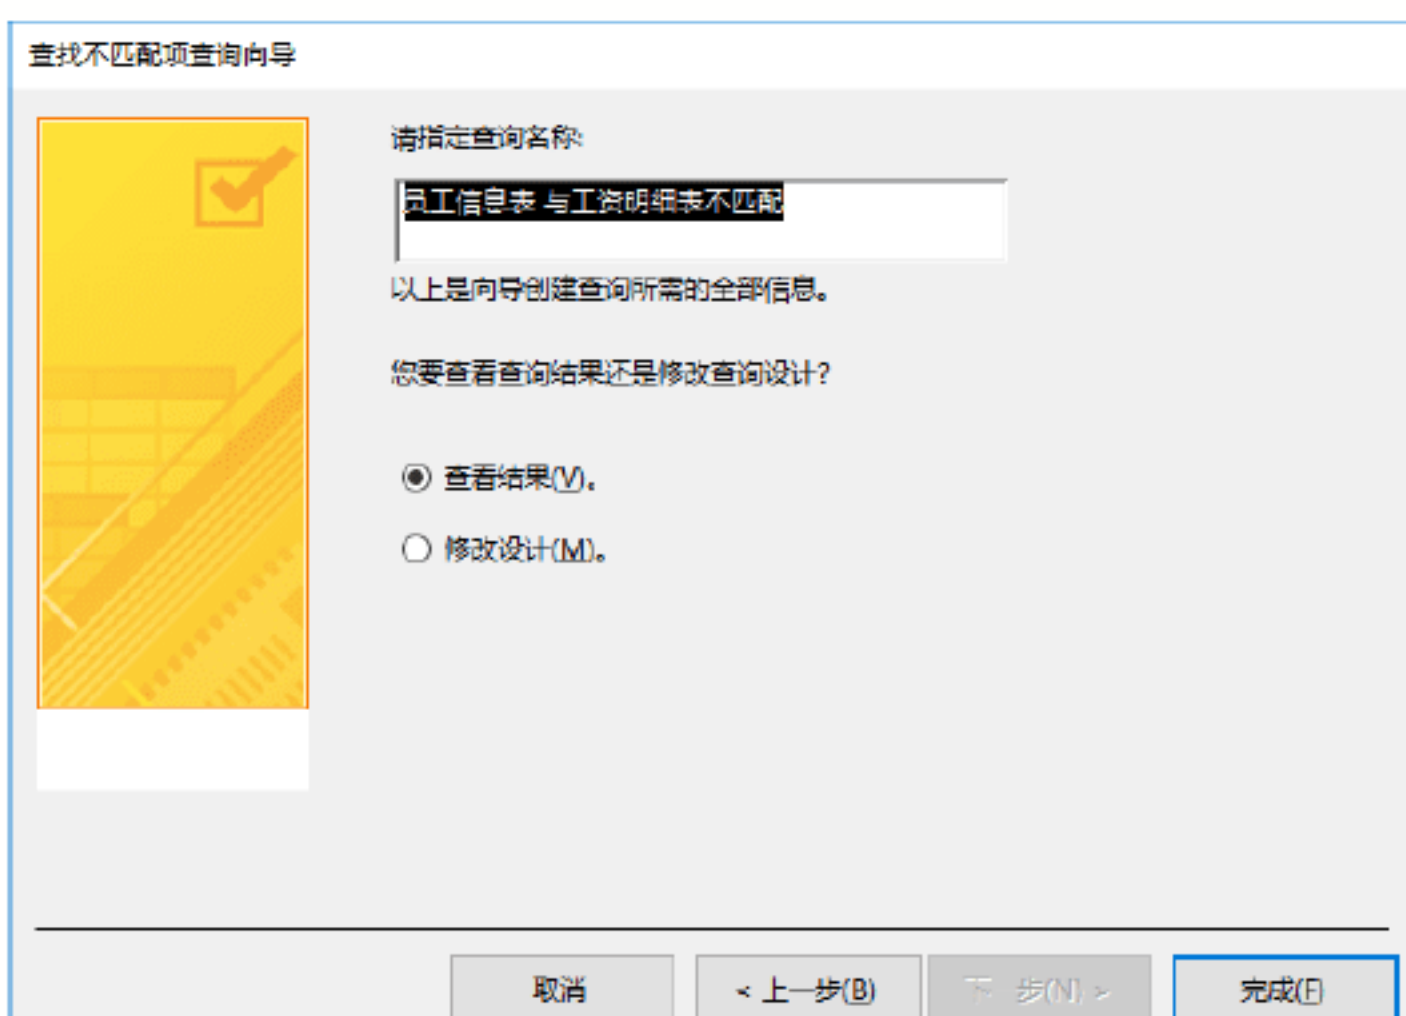 查找不匹配项查询向导
请指定查询名称:
员工信息表 与工资明细表不匹配
以上是向导创建查询所需的全部信息。
您要查看查询结果还是修改查询设计?
查看结果(V)。
修改设计(M)。
取消
< 上一步(B)
下一步(N) >
完成(F)